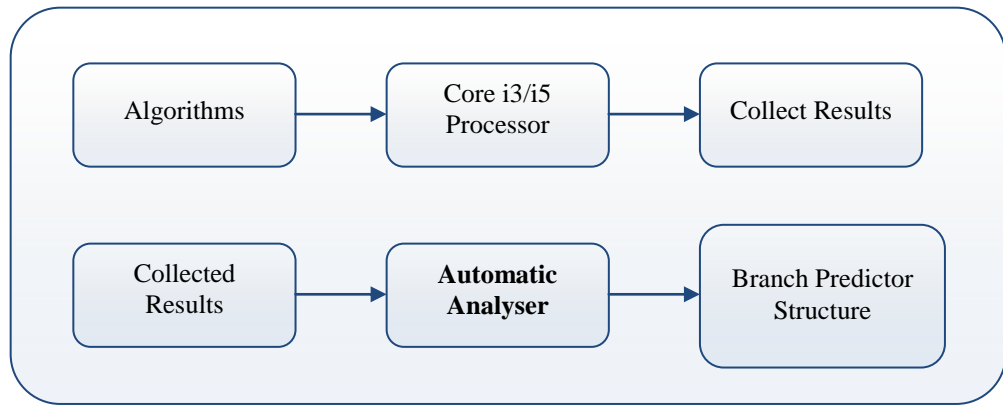 Algorithms
Core i3/i5
Processor
Collect Results
Collected
Results
Automatic
Analyser
Branch Predictor
Structure